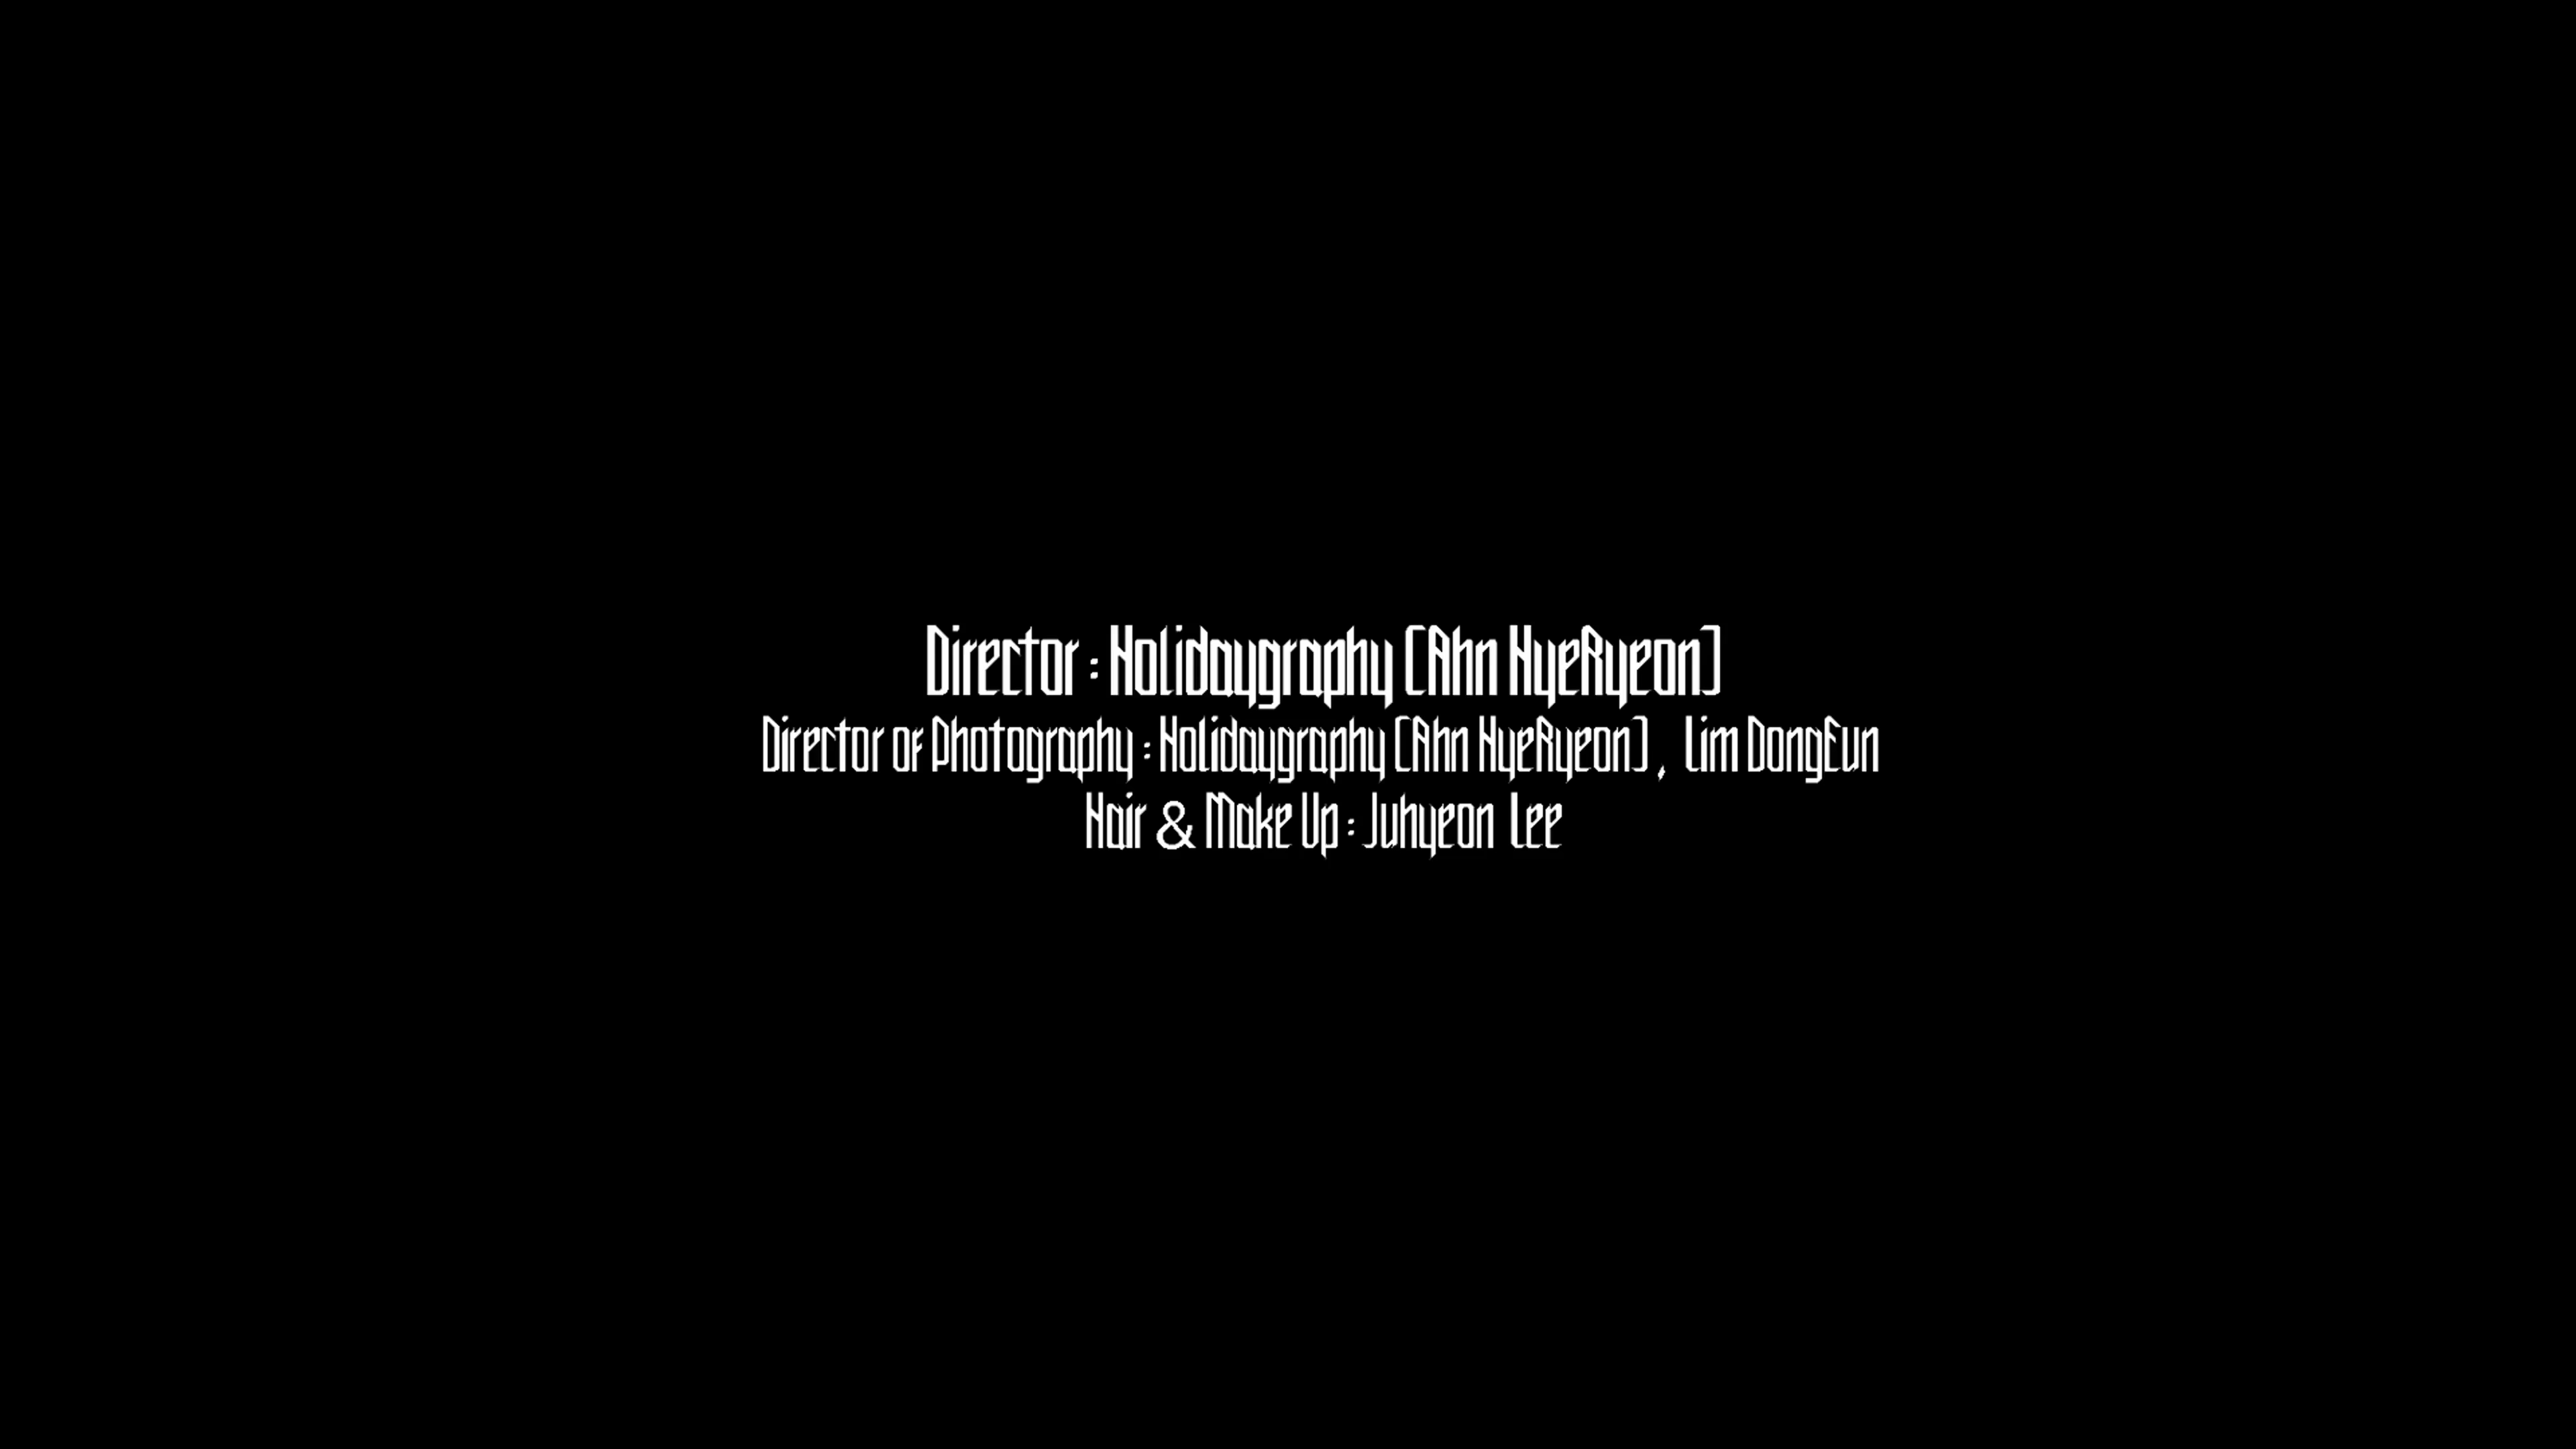 Director : Holidaygraphy (Ahn HyeRyeon)
Director of Photography : Holidaygraphy (Ahn HyeRyeon) , Lim DongEun
Hair & Make Up : Juhyeon Lee